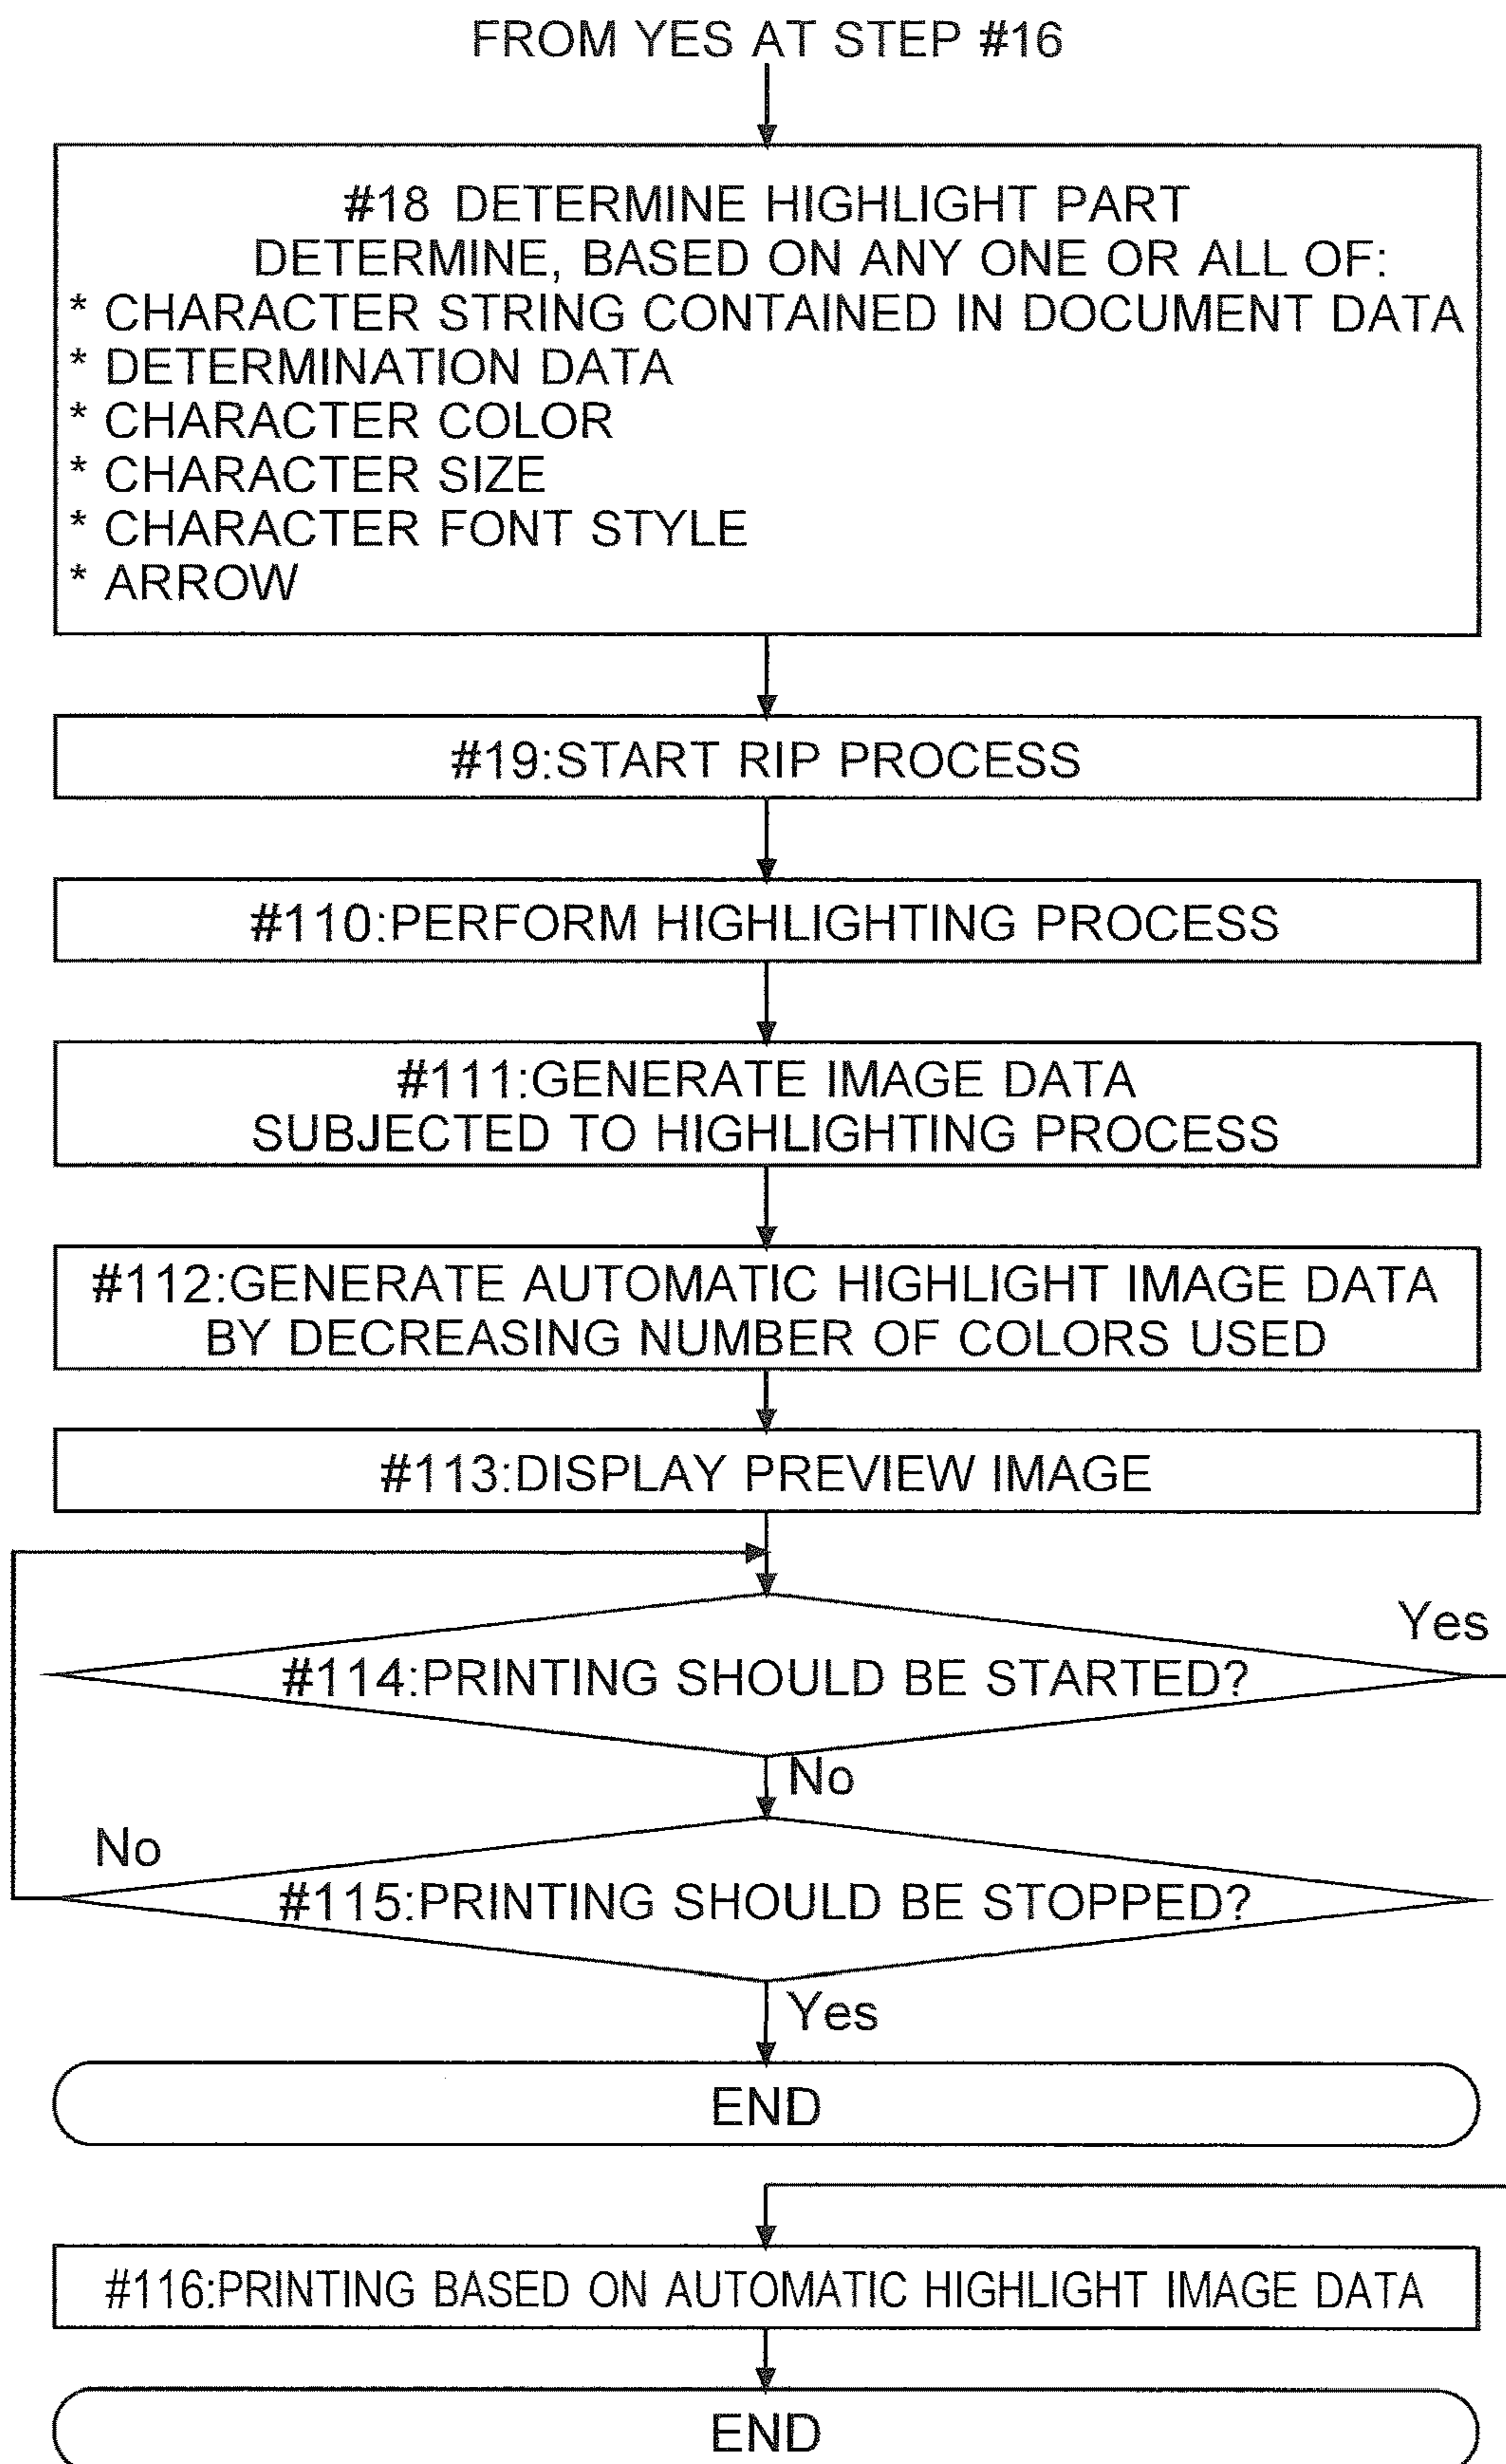 FROM YES AT STEP #16
#18 DETERMINE HIGHLIGHT PART
DETERMINE, BASED ON ANY ONE OR ALL OF:
* CHARACTER STRING CONTAINED IN DOCUMENT DATA
* DETERMINATION DATA
* CHARACTER COLOR
* CHARACTER SIZE
* CHARACTER FONT STYLE
* ARROW
#19:START RIP PROCESS
#110:PERFORM HIGHLIGHTING PROCESS
#111:GENERATE IMAGE DATA
SUBJECTED TO HIGHLIGHTING PROCESS
#112:GENERATE AUTOMATIC HIGHLIGHT IMAGE DATA
BY DECREASING NUMBER OF COLORS USED
#113:DISPLAY PREVIEW IMAGE
Yes
#114:PRINTING SHOULD BE STARTED?
No
No
#115:PRINTING SHOULD BE STOPPED?
Yes
END
#116:PRINTING BASED ON AUTOMATIC HIGHLIGHT IMAGE DATA
END